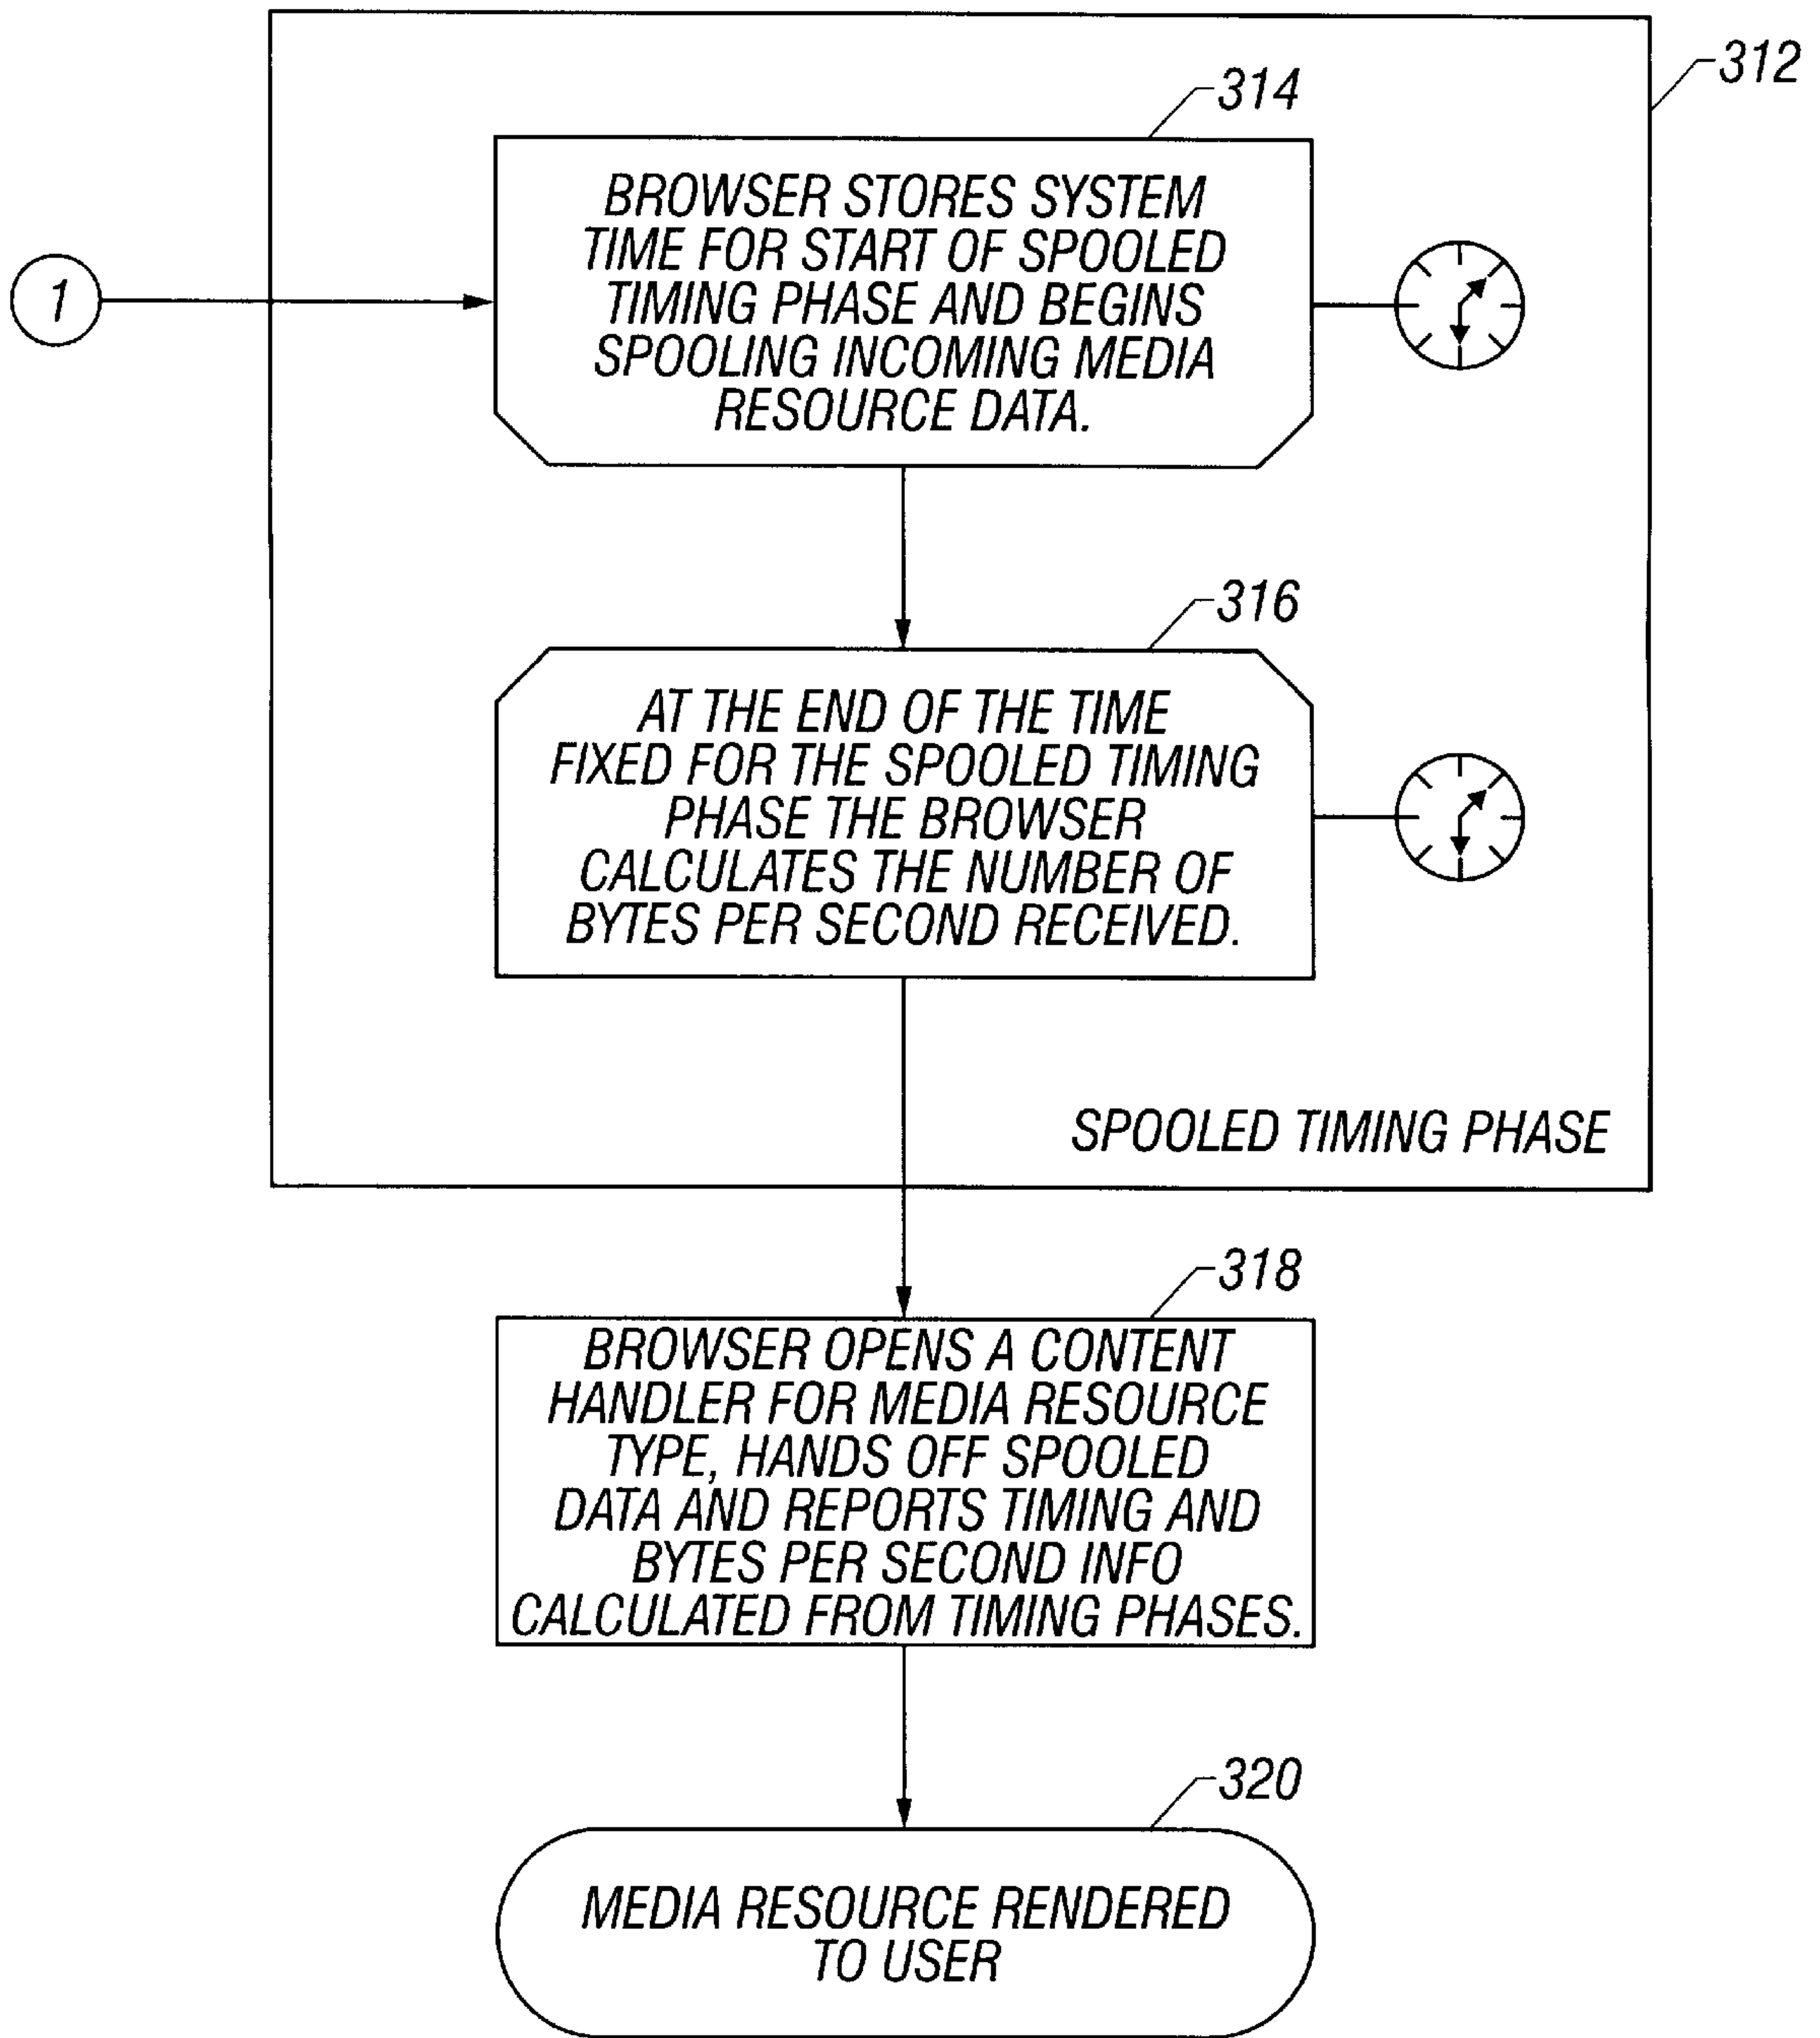 312
314
BROWSER STORES SYSTEM
TIME FOR START OF SPOOLED
TIMING PHASE AND BEGINS
SPOOLING INCOMING MEDIA
RESOURCE DATA.
1
316
AT THE END OF THE TIME
FIXED FOR THE SPOOLED TIMING
PHASE THE BROWSER
CALCULATES THE NUMBER OF
BYTES PER SECOND RECEIVED.
SPOOLED TIMING PHASE
318
BROWSER OPENS A CONTENT
HANDLER FOR MEDIA RESOURCE
TYPE, HANDS OFF SPOOLED
DATA AND REPORTS TIMING AND
BYTES PER SECOND INFO
CALCULATED FROM TIMING PHASES.
320
MEDIA RESOURCE RENDERED
TO USER